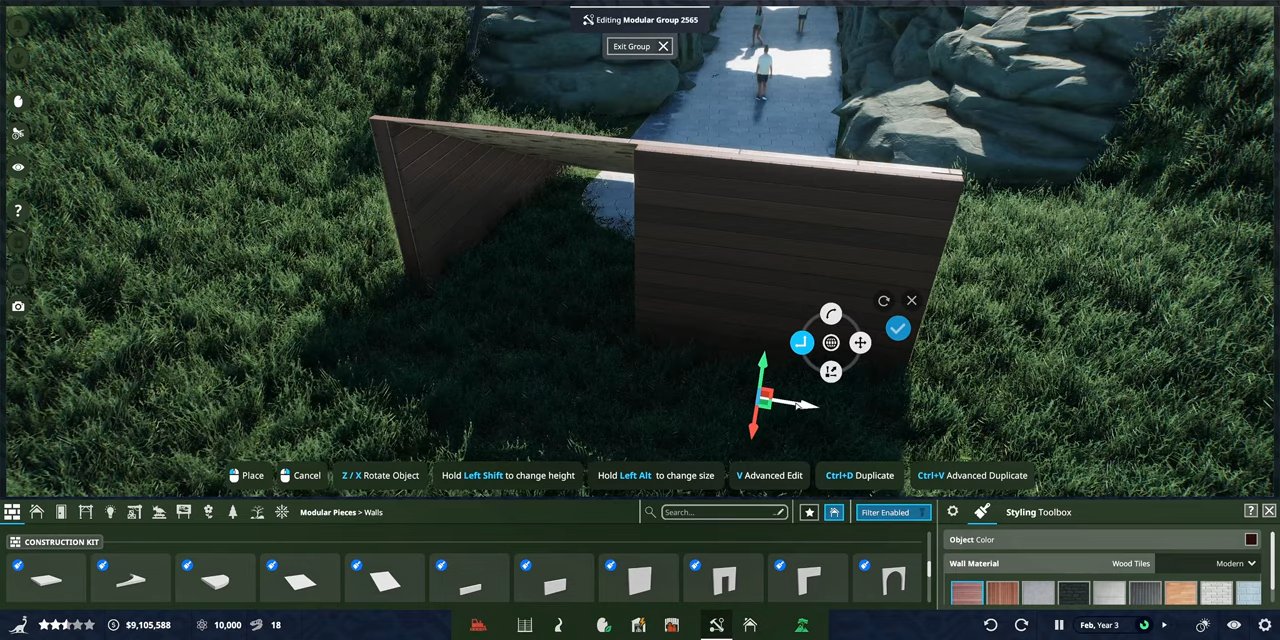 Editing Modular Group 2565
Exit Group
?
Place
Cancel
Z / X Rotate Object
Hold Left Shift to change height
Hold Left Alt to change size
V Advanced Edit
Ctrl+D Duplicate
Ctrl+V Advanced Duplicate
Modular Pieces > Walls
Search...
Filter Enabled
Styling Toolbox
?
CONSTRUCTION KIT
Object Color
Wall Material
Wood Tiles
Modern
$9,105,588
10,000
18
Feb, Year 3